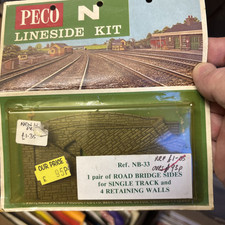 PECO N
LINESIDE KIT
OUR PRICE
£ 95P
Ref. NB-33
1 pair of ROAD BRIDGE SIDES
for SINGLE TRACK and
4 RETAINING WALLS